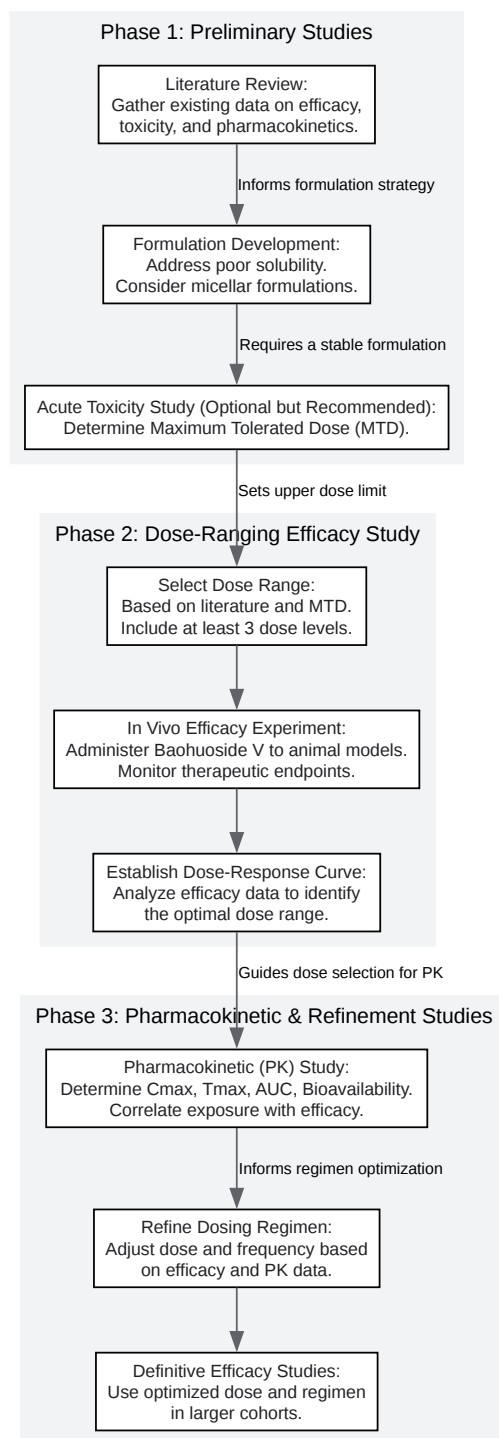 Phase 1: Preliminary Studies
Literature Review:
Gather existing data on efficacy,
toxicity, and pharmacokinetics.
Informs formulation strategy
Formulation Development:
Address poor solubility.
Consider micellar formulations.
Requires a stable formulation
Acute Toxicity Study (Optional but Recommended):
Determine Maximum Tolerated Dose (MTD).
Sets upper dose limit
Phase 2: Dose-Ranging Efficacy Study
Select Dose Range:
Based on literature and MTD.
Include at least 3 dose levels.
In Vivo Efficacy Experiment:
Administer Baohuoside V to animal models.
Monitor therapeutic endpoints.
Establish Dose-Response Curve:
Analyze efficacy data to identify
the optimal dose range.
Guides dose selection for PK
Phase 3: Pharmacokinetic & Refinement Studies
Pharmacokinetic (PK) Study:
Determine Cmax, Tmax, AUC, Bioavailability.
Correlate exposure with efficacy.
Informs regimen optimization
Refine Dosing Regimen:
Adjust dose and frequency based
on efficacy and PK data.
Definitive Efficacy Studies:
Use optimized dose and regimen
in larger cohorts.